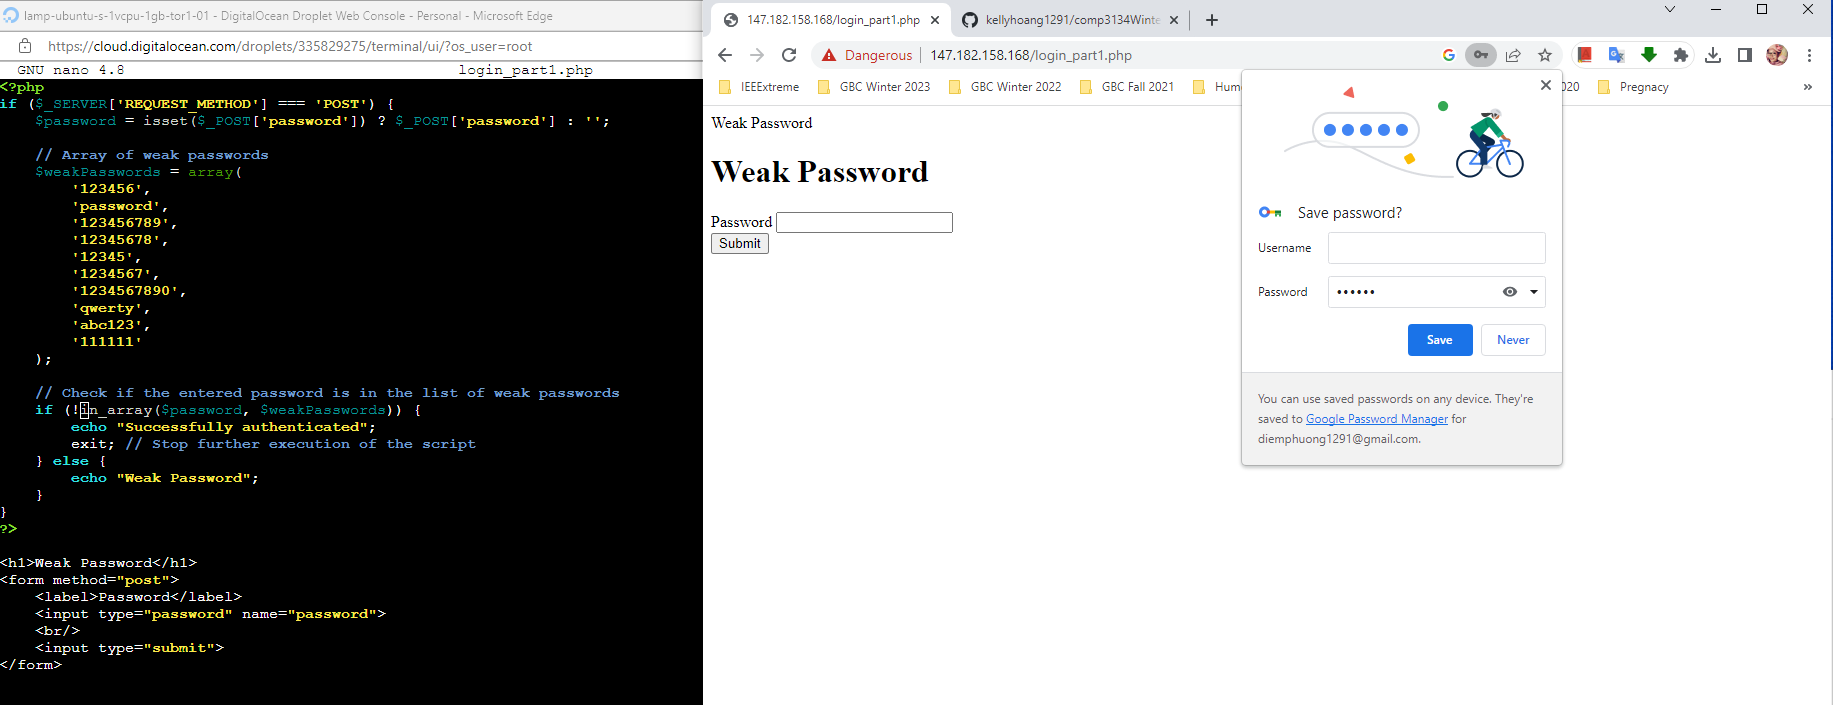 lamp-ubuntu-s-1vcpu-1gb-tor1-01 - DigitalOcean Droplet Web Console - Personal - Microsoft Edge
https://cloud.digitalocean.com/droplets/335829275/terminal/ui/?os_user=root
GNU nano 4.8 login_part1.php
<?php
if ($_SERVER['REQUEST_METHOD'] === 'POST') {
    $password = isset($_POST['password']) ? $_POST['password'] : '';

    // Array of weak passwords
    $weakPasswords = array(
        '123456',
        'password',
        '123456789',
        '12345678',
        '12345',
        '1234567',
        '1234567890',
        'qwerty',
        'abc123',
        '111111'
    );

    // Check if the entered password is in the list of weak passwords
    if (!in_array($password, $weakPasswords)) {
        echo "Successfully authenticated";
        exit; // Stop further execution of the script
    } else {
        echo "Weak Password";
    }
}
?>

<h1>Weak Password</h1>
<form method="post">
    <label>Password</label>
    <input type="password" name="password">
    <br/>
    <input type="submit">
</form>
147.182.158.168/login_part1.php
kellyhoang1291/comp3134Winte
Dangerous
147.182.158.168/login_part1.php
IEEExtreme
GBC Winter 2023
GBC Winter 2022
GBC Fall 2021
Hum
020
Pregnacy
»
Weak Password
Weak Password
Password
Submit
Save password?
Username
Password ••••••
Save
Never
You can use saved passwords on any device. They're
saved to Google Password Manager for
diemphuong1291@gmail.com.